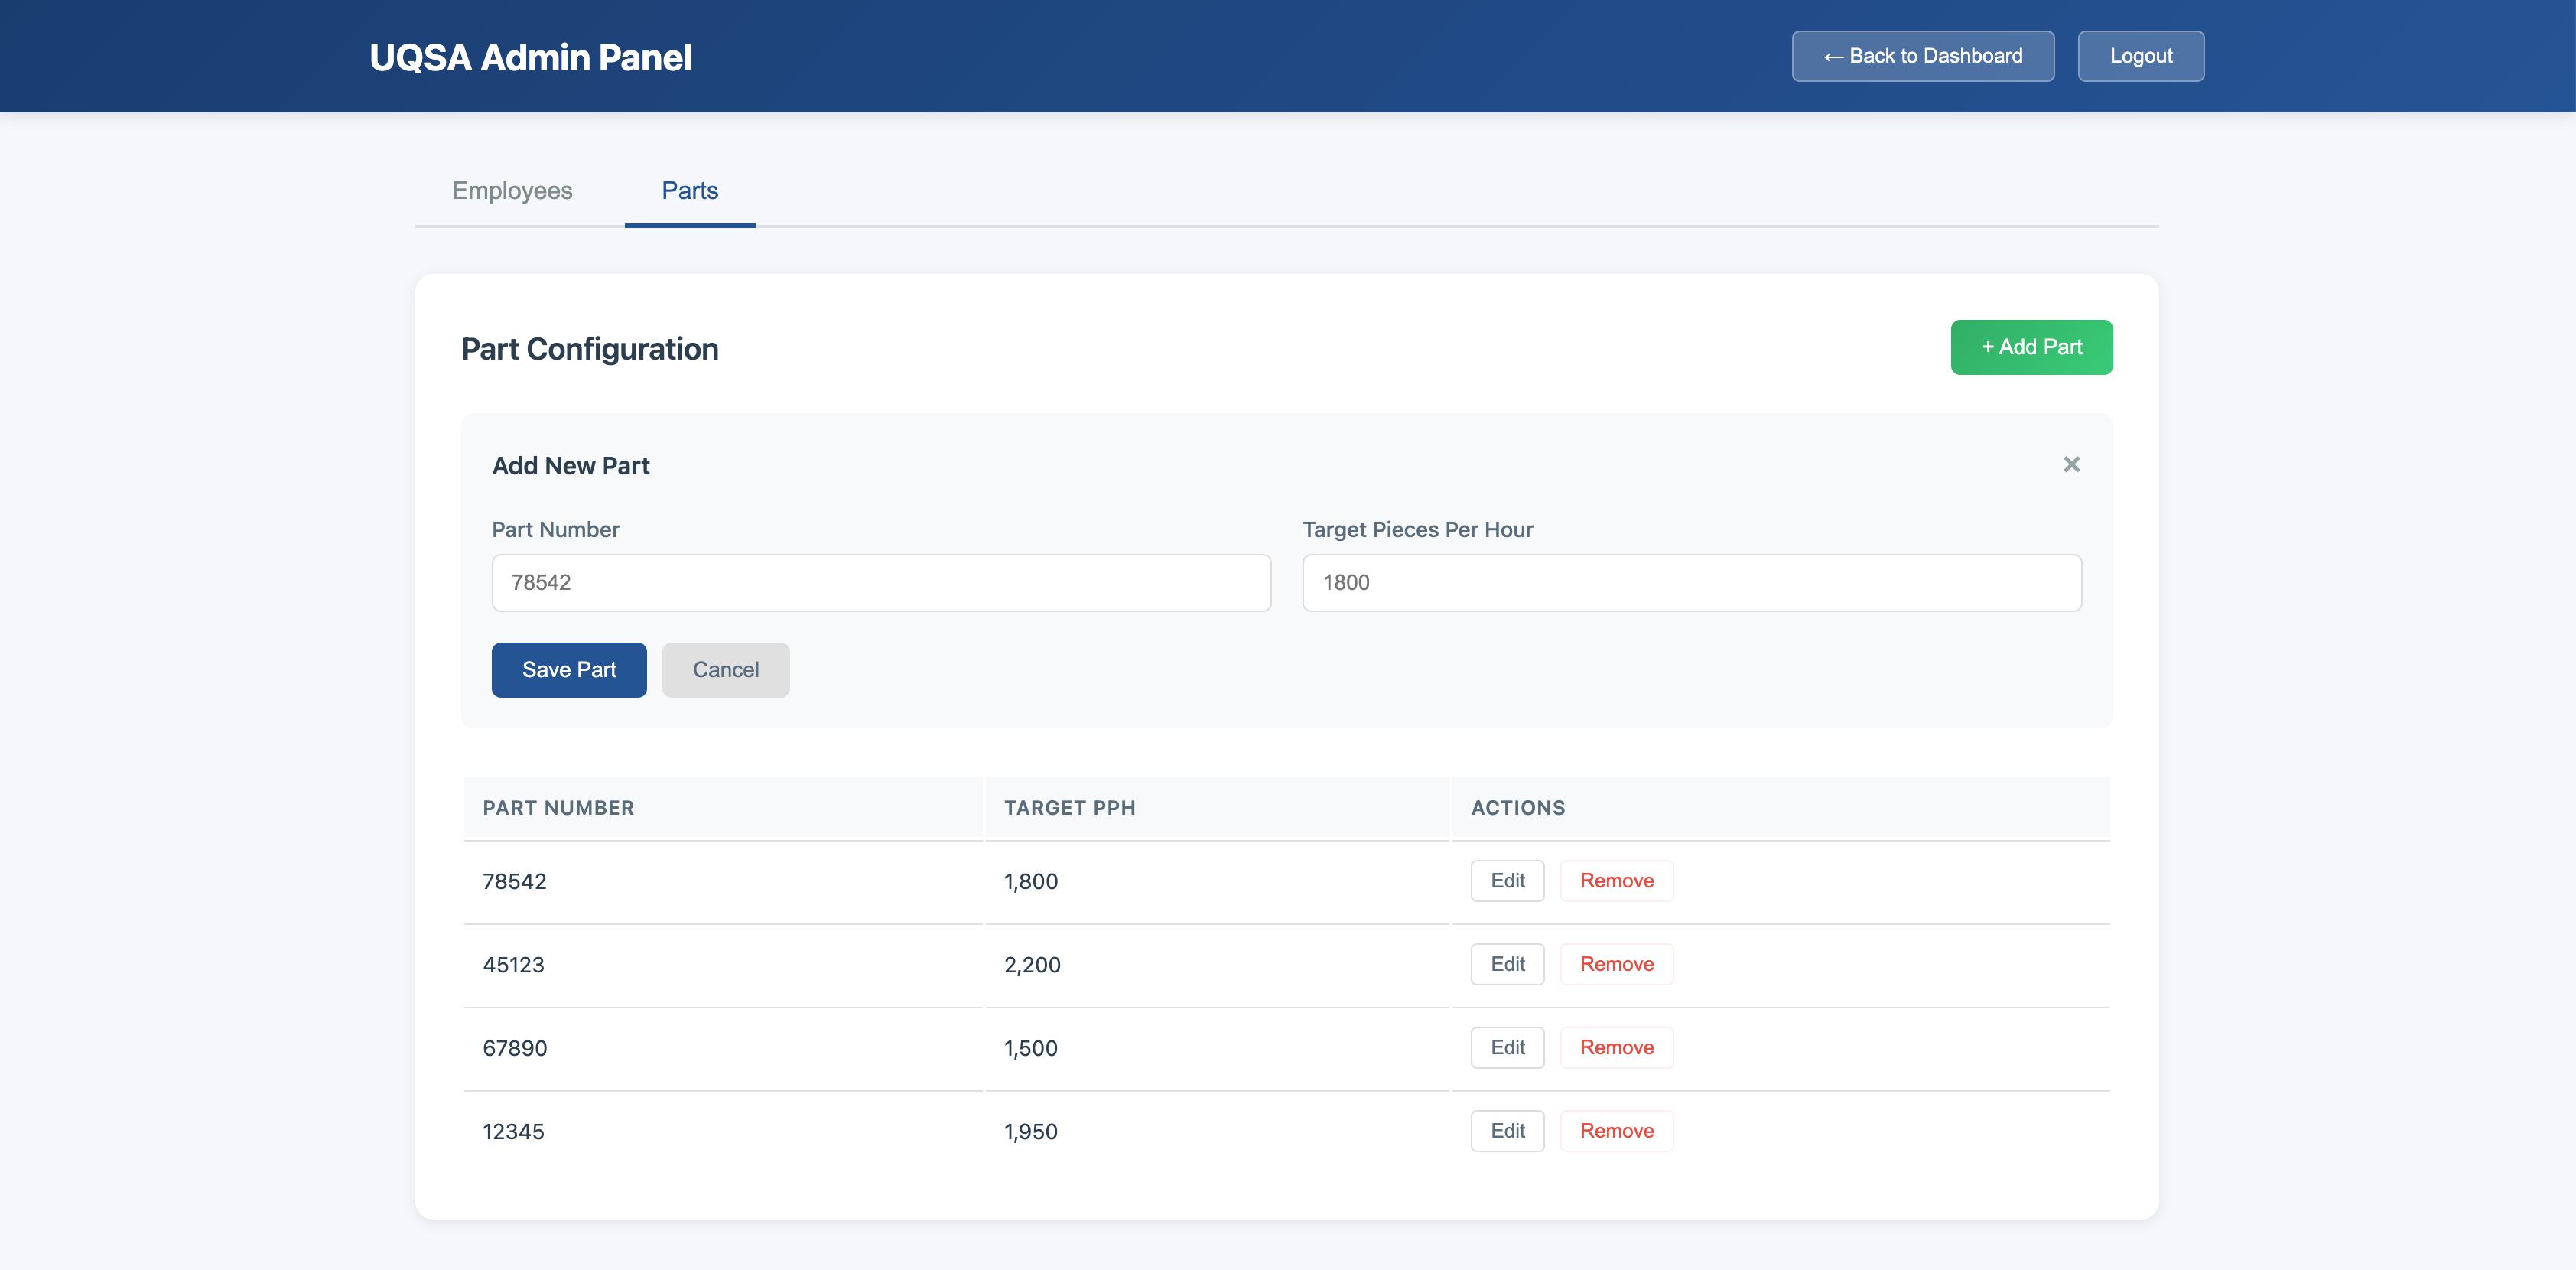 UQSA Admin Panel
← Back to Dashboard
Logout
Employees
Parts
Part Configuration
+ Add Part
Add New Part
×
Part Number
Target Pieces Per Hour
78542
1800
Save Part
Cancel
PART NUMBER TARGET PPH ACTIONS
78542 1,800 Edit Remove
45123 2,200 Edit Remove
67890 1,500 Edit Remove
12345 1,950 Edit Remove